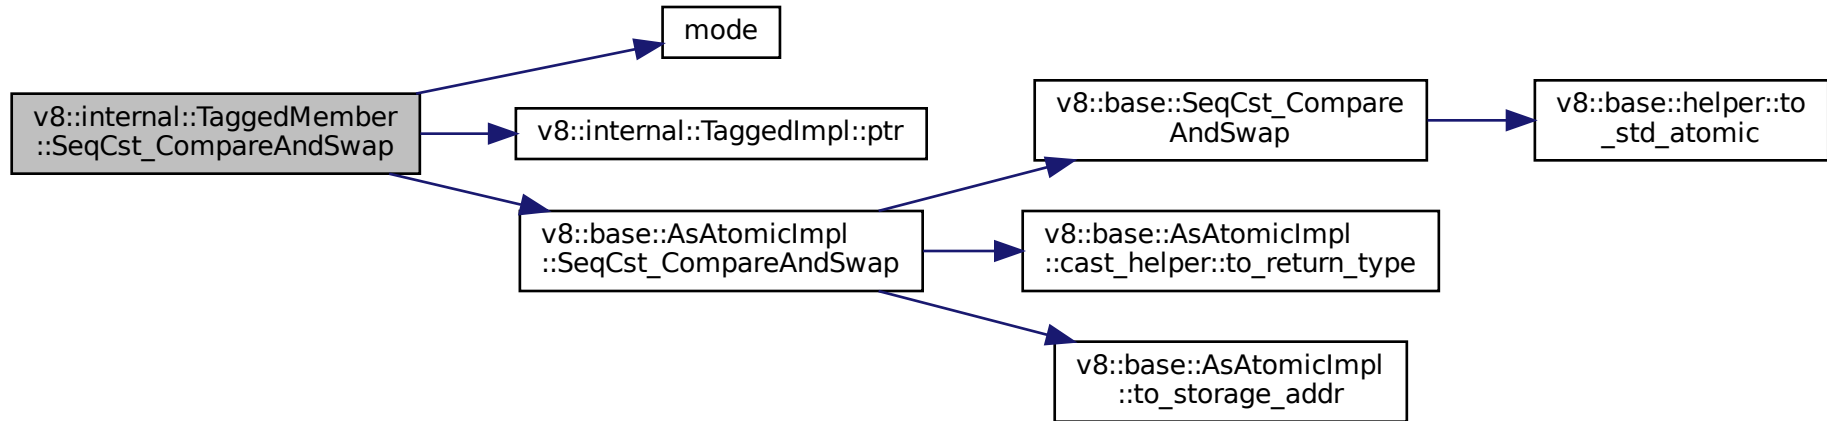 mode
v8::internal::TaggedMember
::SeqCst_CompareAndSwap
v8::internal::TaggedImpl::ptr
v8::base::AsAtomicImpl
::SeqCst_CompareAndSwap
v8::base::SeqCst_Compare
AndSwap
v8::base::helper::to
_std_atomic
v8::base::AsAtomicImpl
::cast_helper::to_return_type
v8::base::AsAtomicImpl
::to_storage_addr